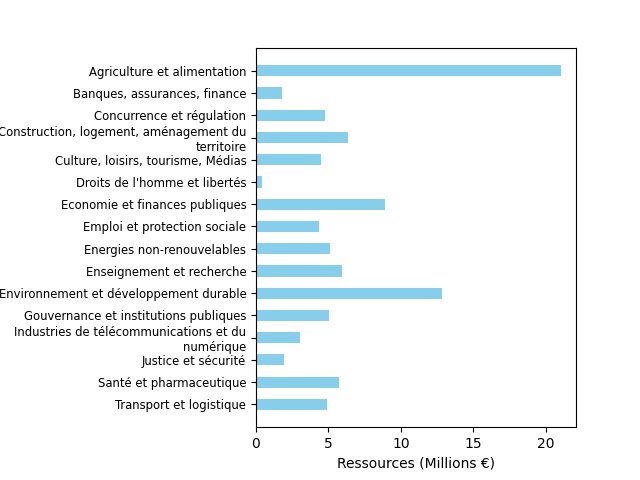 Agriculture et alimentation
Banques, assurances, finance
Concurrence et régulation
Construction, logement, aménagement du
territoire
Culture, loisirs, tourisme, Médias
Droits de l'homme et libertés
Economie et finances publiques
Emploi et protection sociale
Energies non-renouvelables
Enseignement et recherche
Environnement et développement durable
Gouvernance et institutions publiques
Industries de télécommunications et du
numérique
Justice et sécurité
Santé et pharmaceutique
Transport et logistique
0 5 10 15 20
Ressources (Millions €)